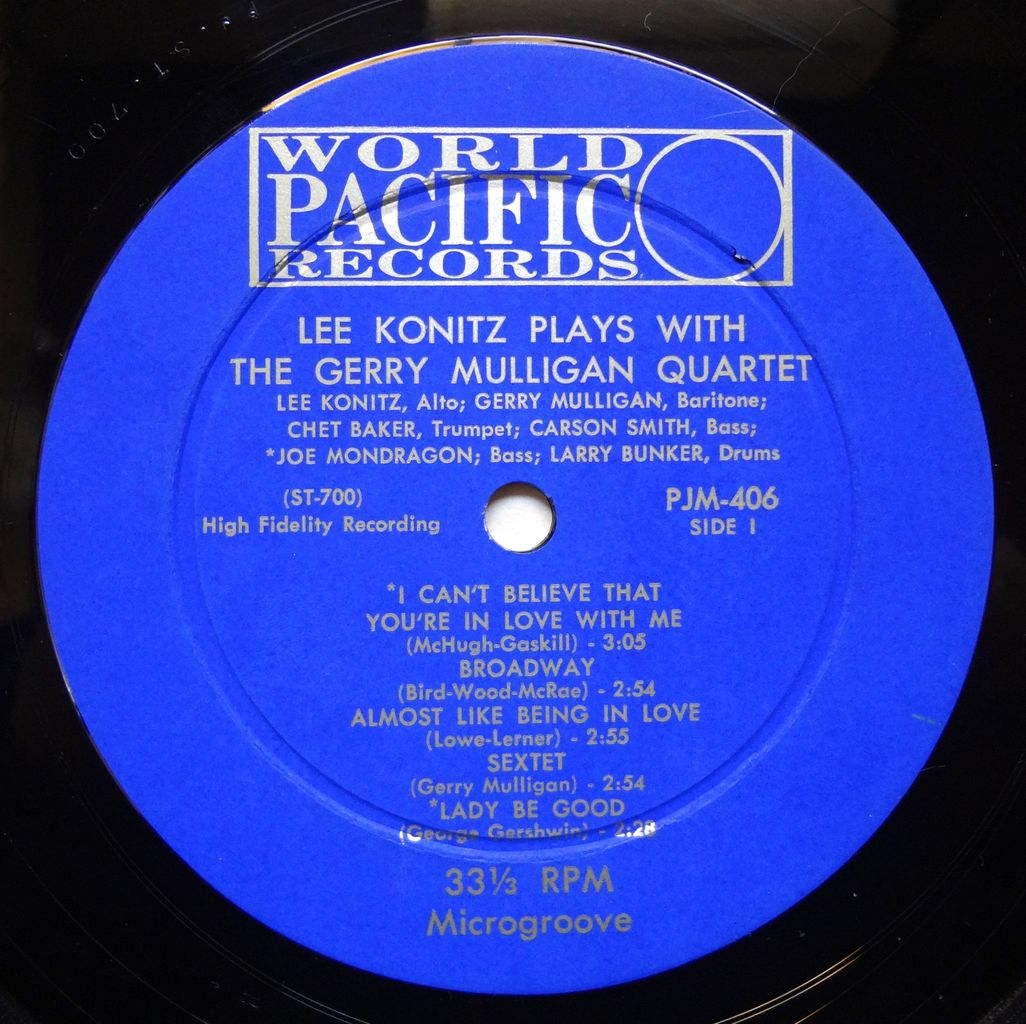 WORLD
PACIFIC
RECORDS
LEE KONITZ PLAYS WITH
THE GERRY MULLIGAN QUARTET
LEE KONITZ, Alto; GERRY MULLIGAN, Baritone;
CHET BAKER, Trumpet; CARSON SMITH, Bass;
*JOE MONDRAGON; Bass; LARRY BUNKER, Drums
(ST-700)
High Fidelity Recording
PJM-406
SIDE 1
*I CAN'T BELIEVE THAT
YOU'RE IN LOVE WITH ME
(McHugh-Gaskill) - 3:05
BROADWAY
(Bird-Wood-McRae) - 2:54
ALMOST LIKE BEING IN LOVE
(Lowe-Lerner) - 2:55
SEXTET
(Gerry Mulligan) - 2:54
*LADY BE GOOD
(George Gershwin) - 2:28
33⅓ RPM
Microgroove